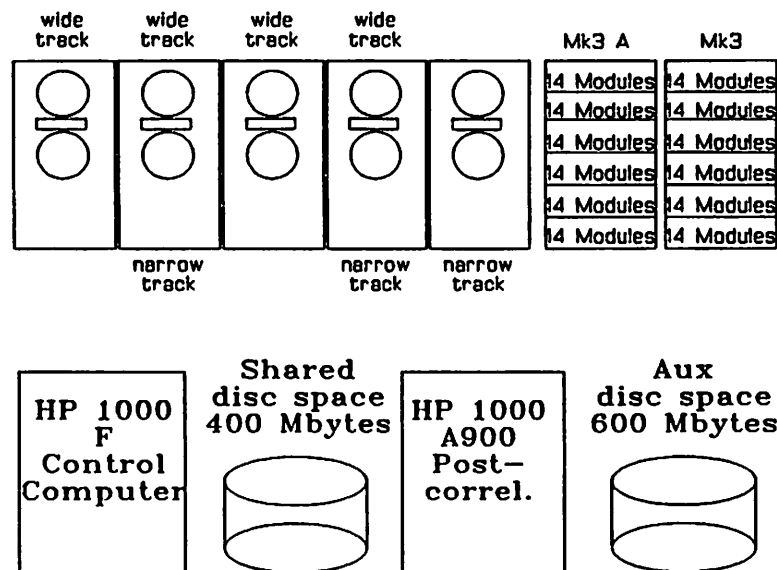 wide track
wide track
wide track
wide track
Mk3 A
Mk3
14 Modules
14 Modules
14 Modules
14 Modules
14 Modules
14 Modules
14 Modules
14 Modules
14 Modules
14 Modules
14 Modules
14 Modules
narrow track
narrow track
narrow track
HP 1000
F
Control
Computer
Shared
disc space
400 Mbytes
HP 1000
A900
Post-
correl.
Aux
disc space
600 Mbytes